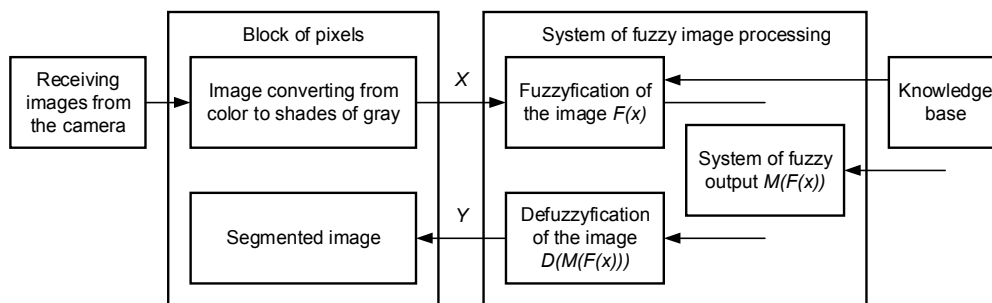 Block of pixels
System of fuzzy image processing
Receiving
images from
the camera
Image converting from
color to shades of gray
X
Fuzzyfication of
the image F(x)
Knowledge
base
System of fuzzy
output M(F(x))
Segmented image
Y
Defuzzyfication
of the image
D(M(F(x)))